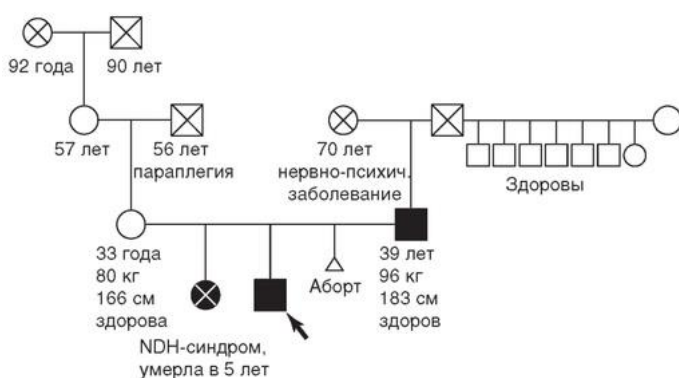 92 года
90 лет
57 лет
56 лет
параплегия
70 лет
нервно-психич.
заболевание
Здоровы
33 года
80 кг
166 см
здорова
NDH-синдром,
умерла в 5 лет
Аборт
39 лет
96 кг
183 см
здоров